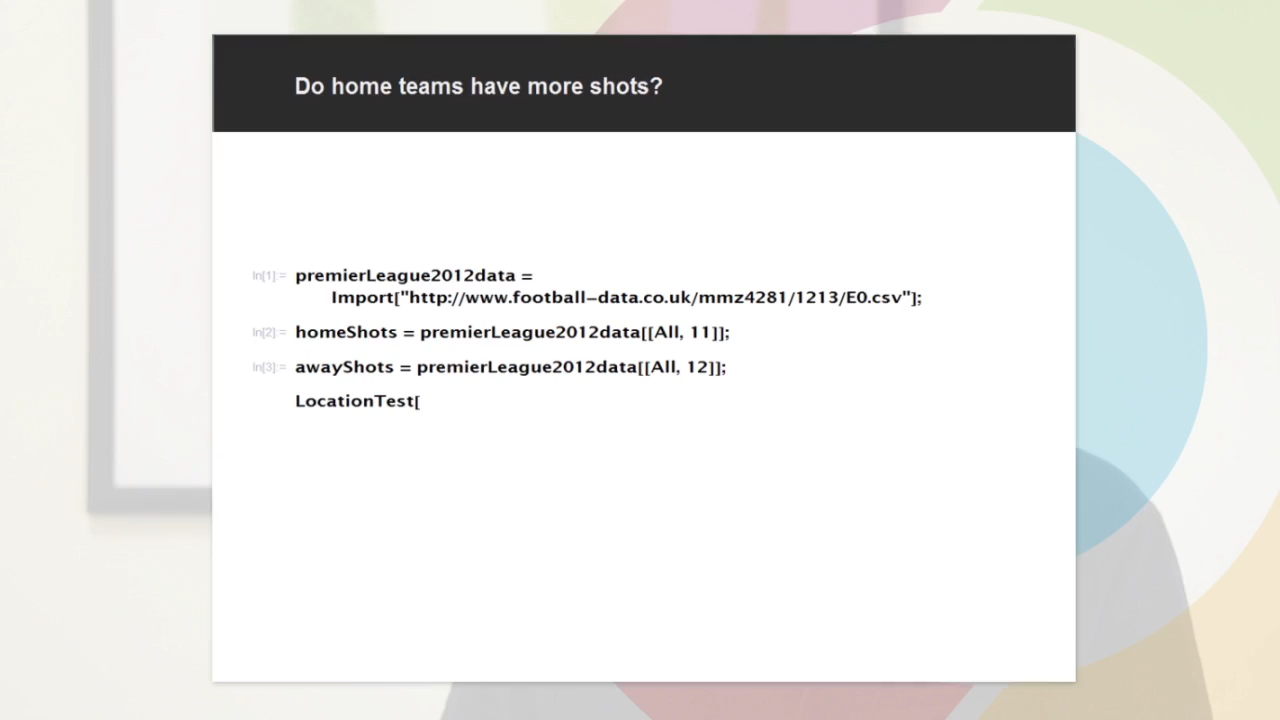 Do home teams have more shots?
In[1]:= premierLeague2012data =
Import["http://www.football-data.co.uk/mmz4281/1213/E0.csv"];
In[2]:= homeShots = premierLeague2012data[[All, 11]];
In[3]:= awayShots = premierLeague2012data[[All, 12]];
LocationTest[